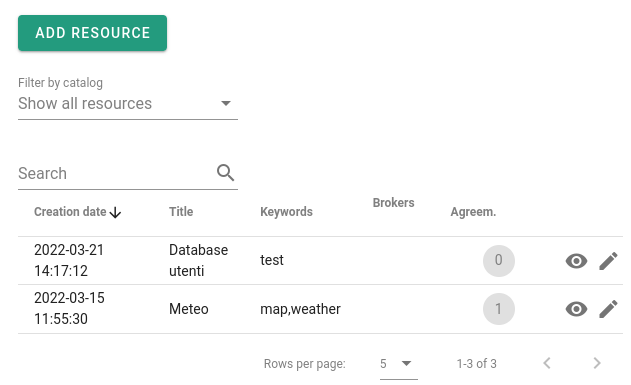 ADD RESOURCE
Filter by catalog
Show all resources
Search
Creation date Title Keywords Brokers Agreem.
2022-03-21 14:17:12 Database utenti test 0
2022-03-15 11:55:30 Meteo map,weather 1
Rows per page: 5 1-3 of 3